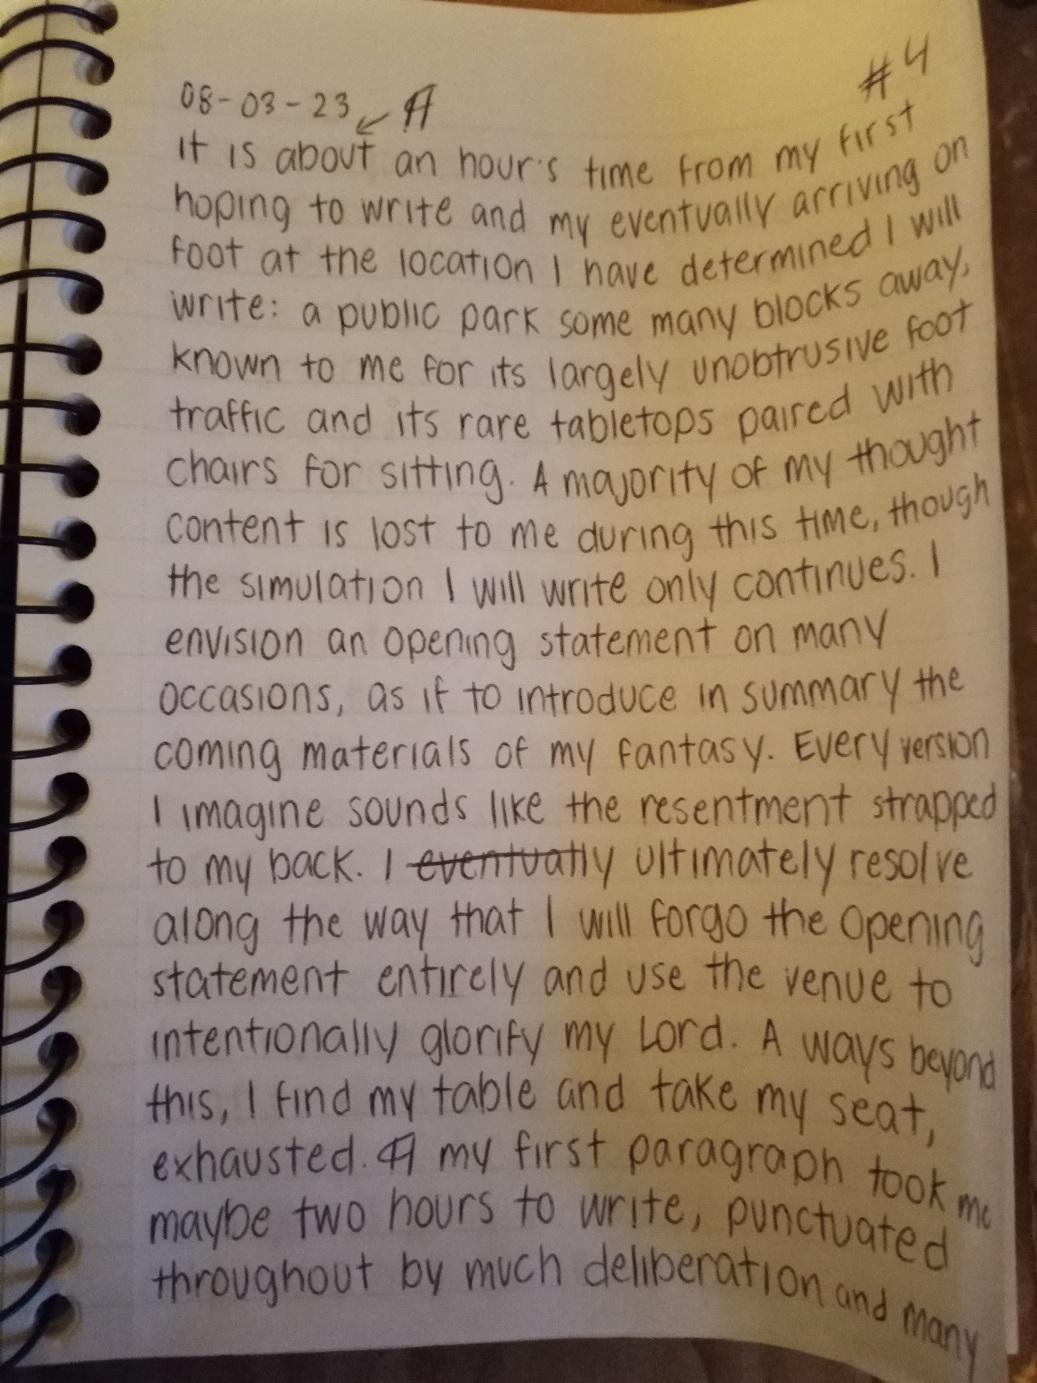 #4
08-03-23 ↙ ¶
It is about an hour's time from my first
hoping to write and my eventually arriving on
foot at the location I have determined I will
write: a public park some many blocks away,
known to me for its largely unobtrusive foot
traffic and its rare tabletops paired with
chairs for sitting. A majority of my thought
content is lost to me during this time, though
the simulation I will write only continues. I
envision an opening statement on many
occasions, as if to introduce in summary the
coming materials of my fantasy. Every version
I imagine sounds like the resentment strapped
to my back. I eventually ultimately resolve
along the way that I will forgo the opening
statement entirely and use the venue to
intentionally glorify my Lord. A ways beyond
this, I find my table and take my seat,
exhausted. ¶ my first paragraph took me
maybe two hours to write, punctuated
throughout by much deliberation and many